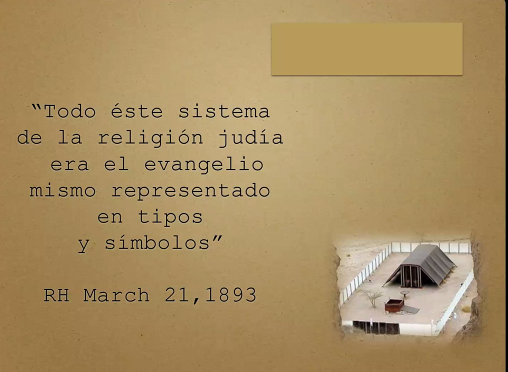 “Todo éste sistema
de la religión judía
era el evangelio
mismo representado
en tipos
y símbolos”
RH March 21,1893